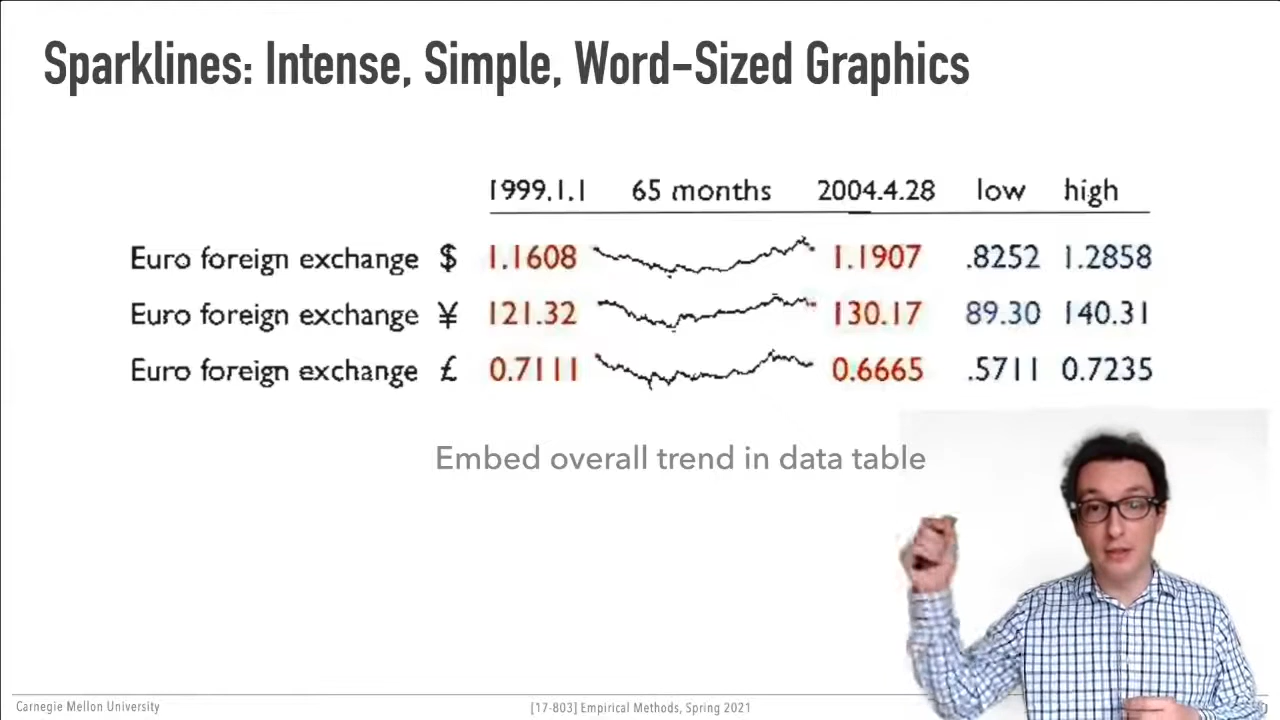 Sparklines: Intense, Simple, Word-Sized Graphics
1999.1.1 65 months 2004.4.28 low high
Euro foreign exchange $ 1.1608 1.1907 .8252 1.2858
Euro foreign exchange ¥ 121.32 130.17 89.30 140.31
Euro foreign exchange £ 0.7111 0.6665 .5711 0.7235
Embed overall trend in data table
Carnegie Mellon University [17-803] Empirical Methods, Spring 2021